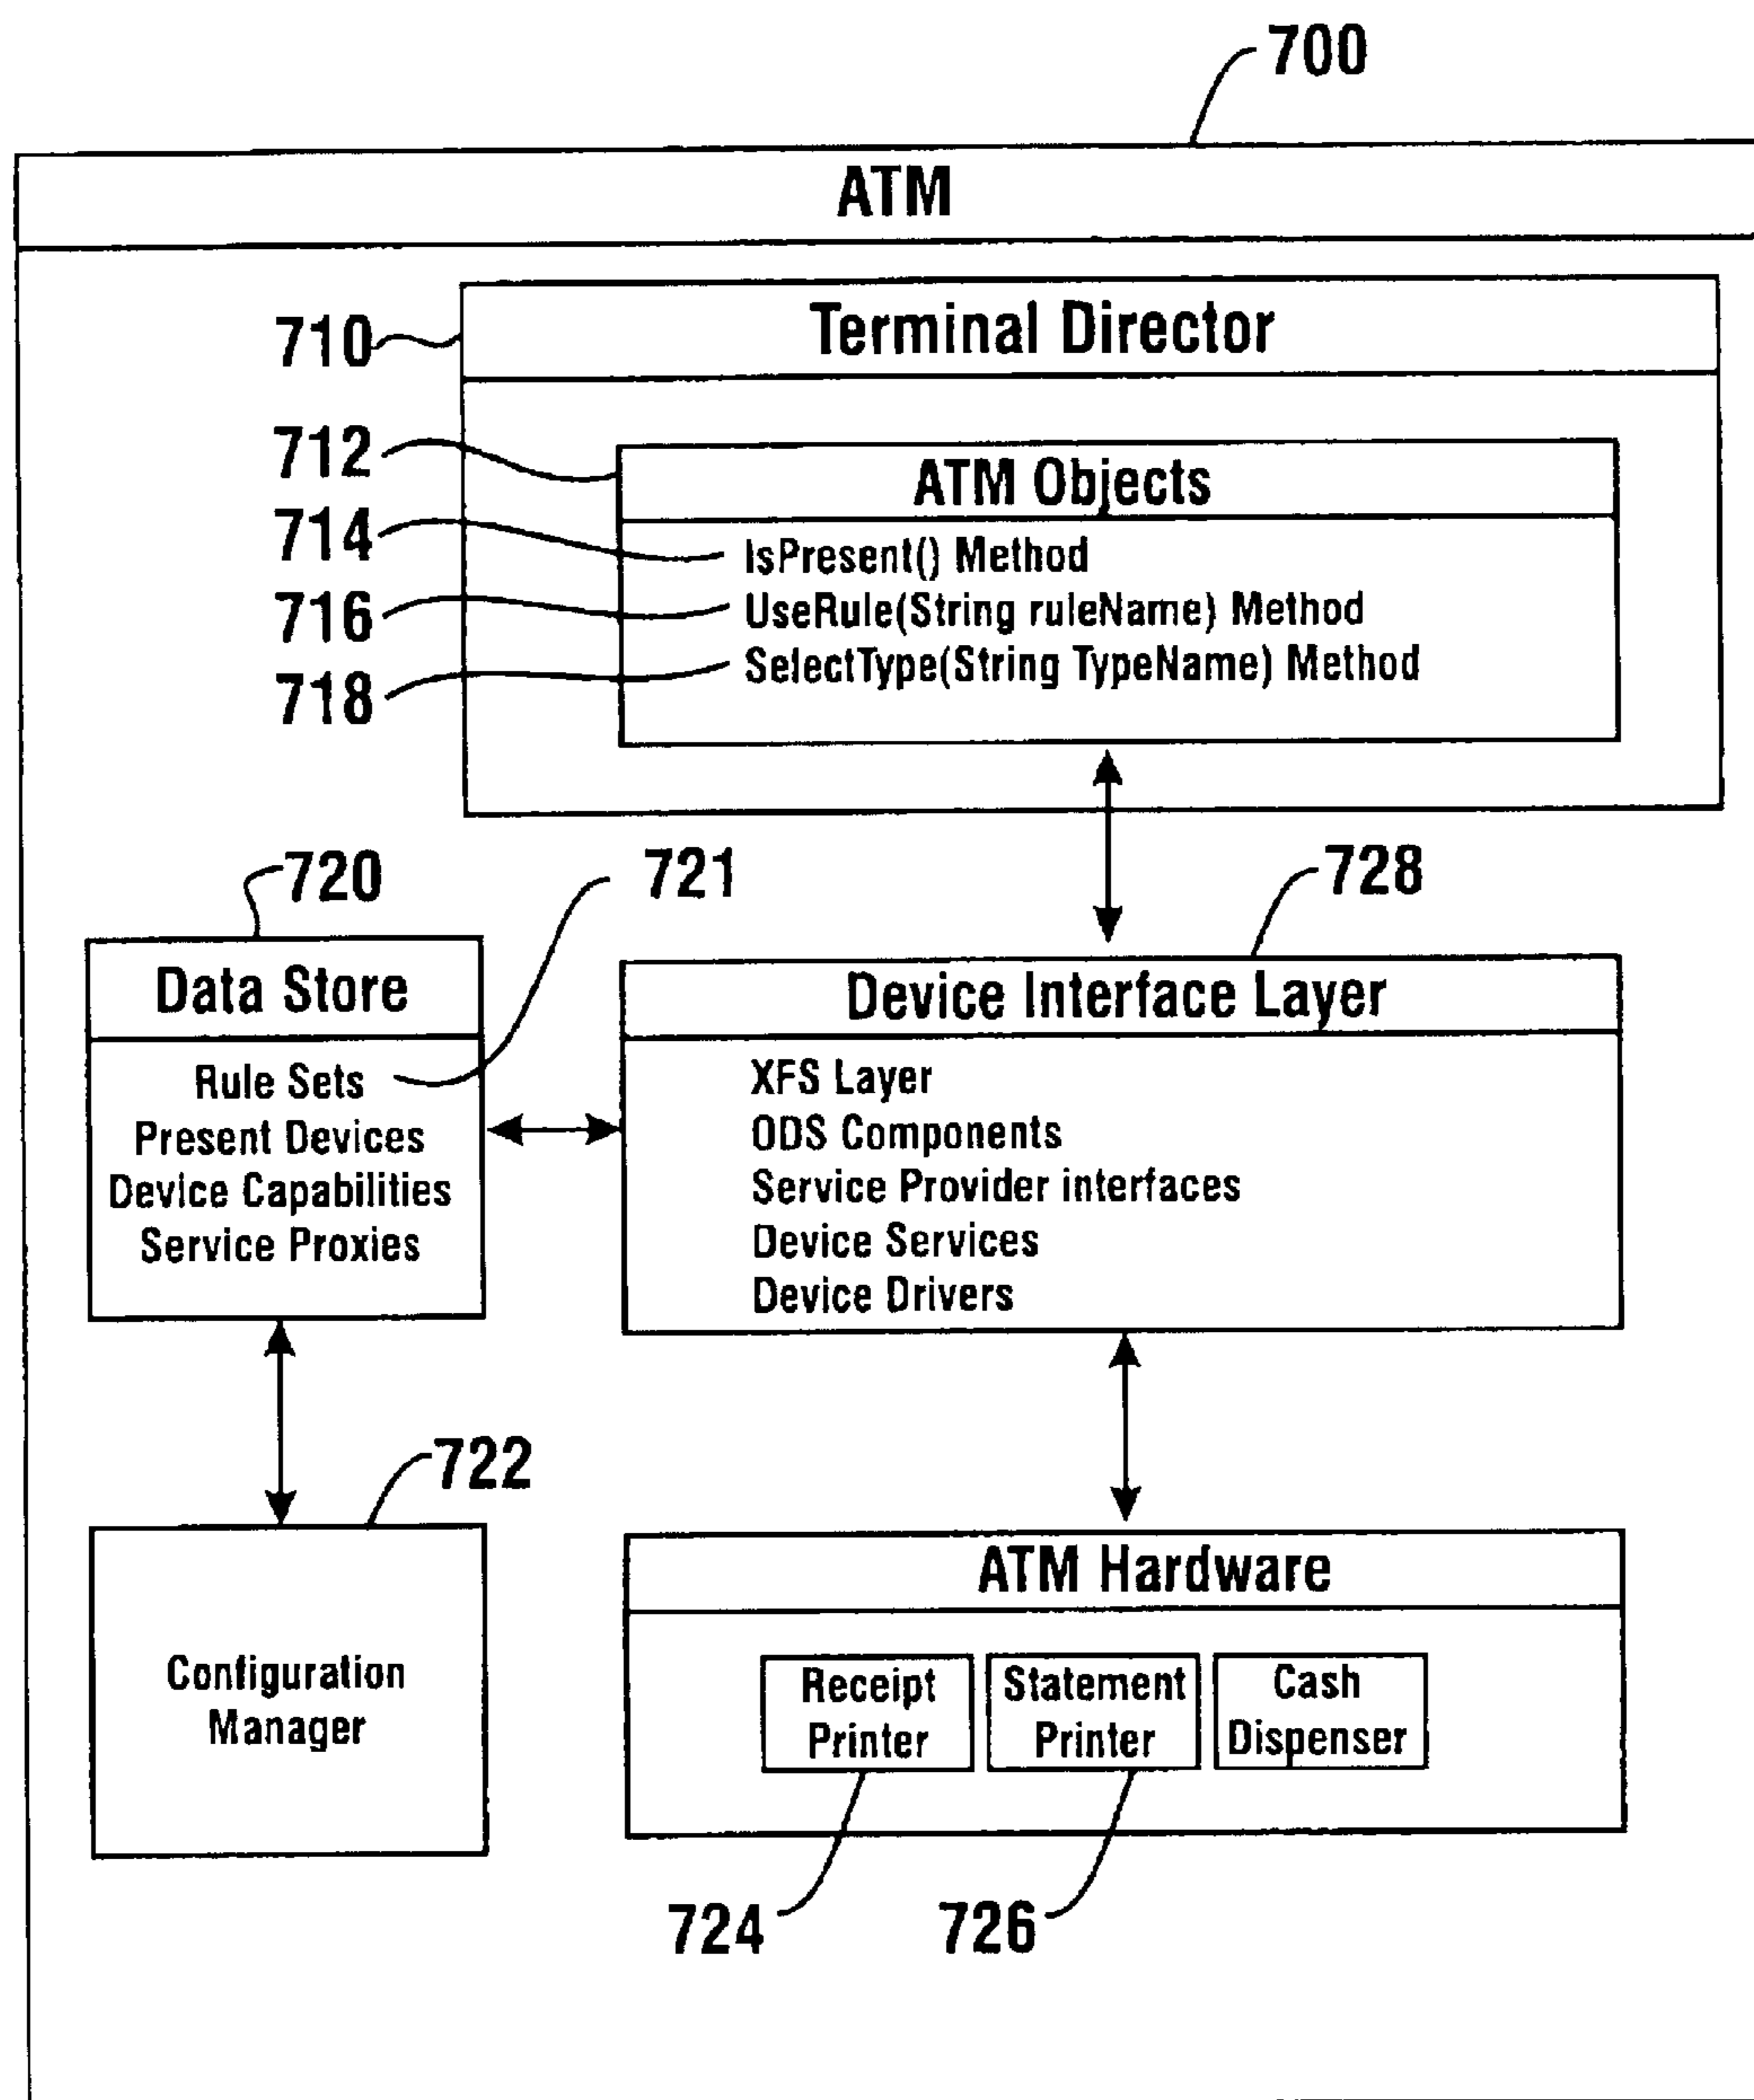 700
ATM
710
Terminal Director
712
ATM Objects
714
IsPresent() Method
716
UseRule(String ruleName) Method
718
SelectType(String TypeName) Method
720
721
728
Data Store
Rule Sets
Present Devices
Device Capabilities
Service Proxies
Device Interface Layer
XFS Layer
ODS Components
Service Provider interfaces
Device Services
Device Drivers
722
Configuration
Manager
ATM Hardware
Receipt
Printer
Statement
Printer
Cash
Dispenser
724
726